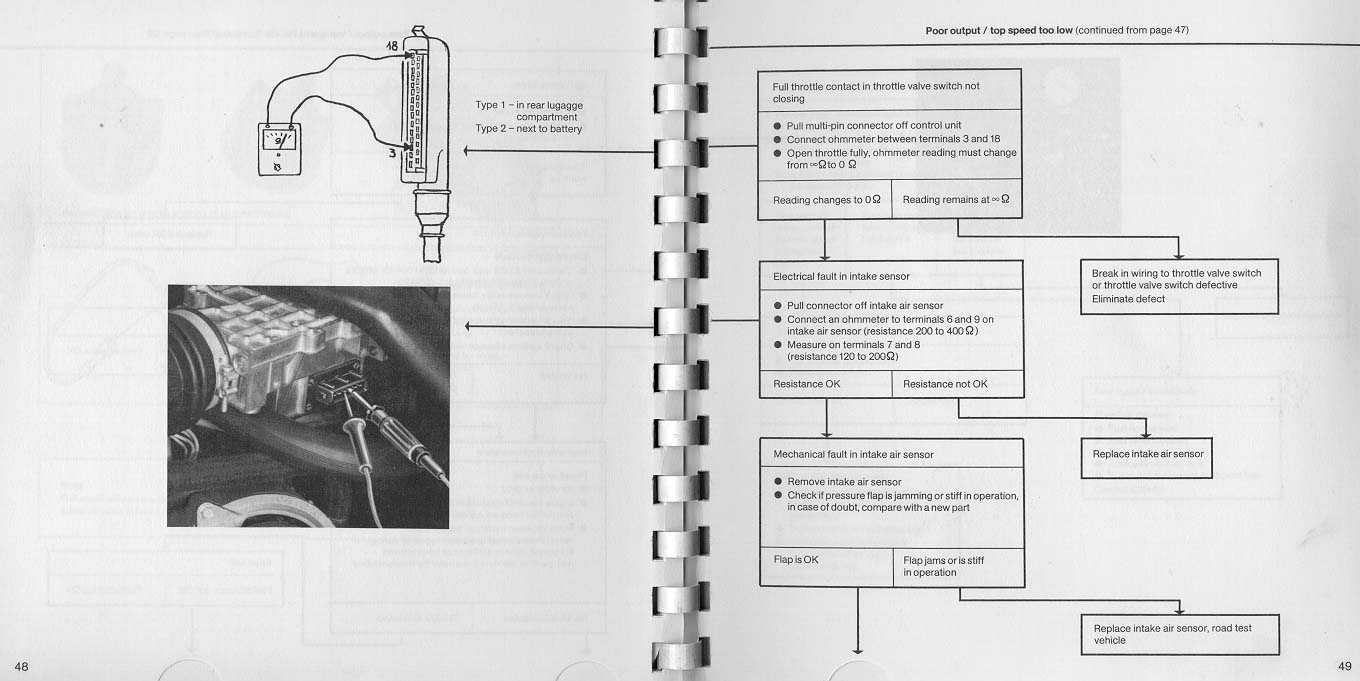 18
3
Type 1 – in rear lugagge
compartment
Type 2 – next to battery
48
Poor output / top speed too low (continued from page 47)
Full throttle contact in throttle valve switch not
closing
● Pull multi-pin connector off control unit
● Connect ohmmeter between terminals 3 and 18
● Open throttle fully, ohmmeter reading must change
from ∞Ω to 0 Ω
Reading changes to 0 Ω
Reading remains at ∞ Ω
Break in wiring to throttle valve switch
or throttle valve switch defective
Eliminate defect
Electrical fault in intake sensor
● Pull connector off intake air sensor
● Connect an ohmmeter to terminals 6 and 9 on
intake air sensor (resistance 200 to 400 Ω)
● Measure on terminals 7 and 8
(resistance 120 to 200 Ω)
Resistance OK
Resistance not OK
Replace intake air sensor
Mechanical fault in intake air sensor
● Remove intake air sensor
● Check if pressure flap is jamming or stiff in operation,
in case of doubt, compare with a new part
Flap is OK
Flap jams or is stiff
in operation
Replace intake air sensor, road test
vehicle
49